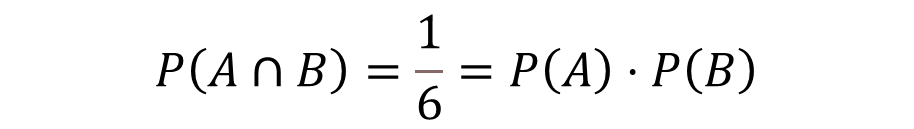 P(A ∩ B) = 1/6 = P(A) · P(B)